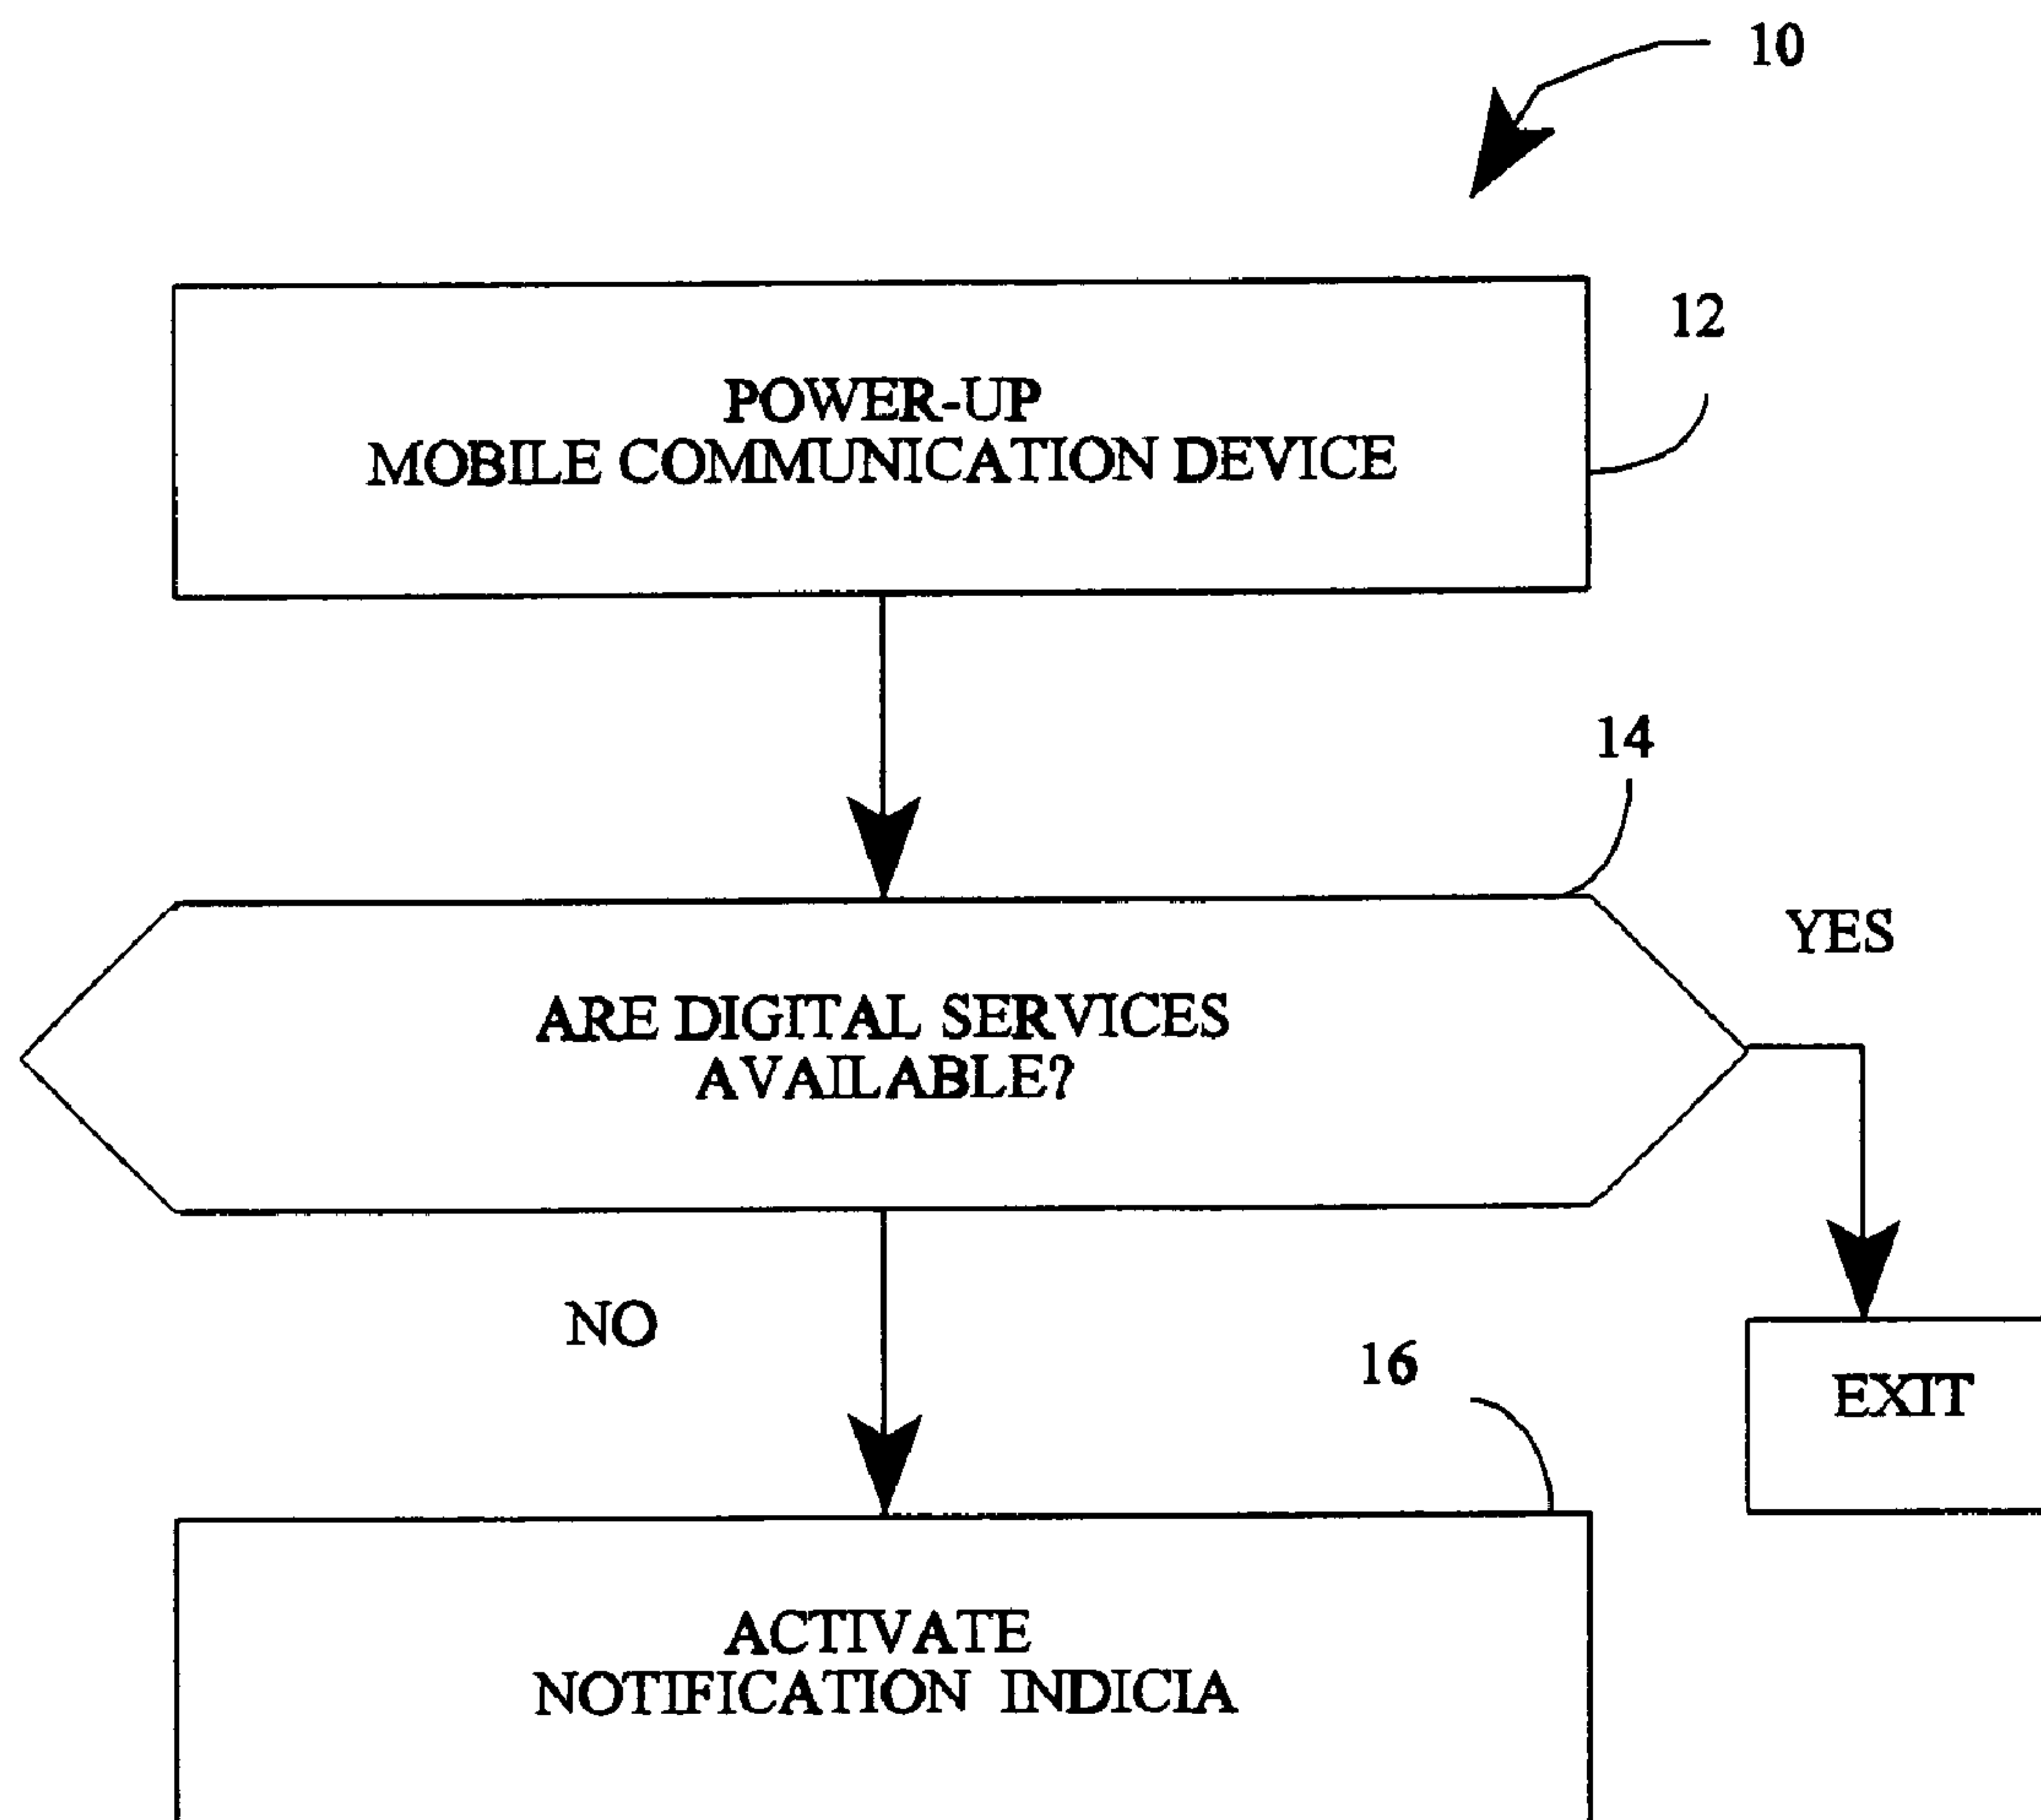 10
12
POWER-UP
MOBILE COMMUNICATION DEVICE
14
YES
ARE DIGITAL SERVICES
AVAILABLE?
NO
16
EXIT
ACTIVATE
NOTIFICATION INDICIA